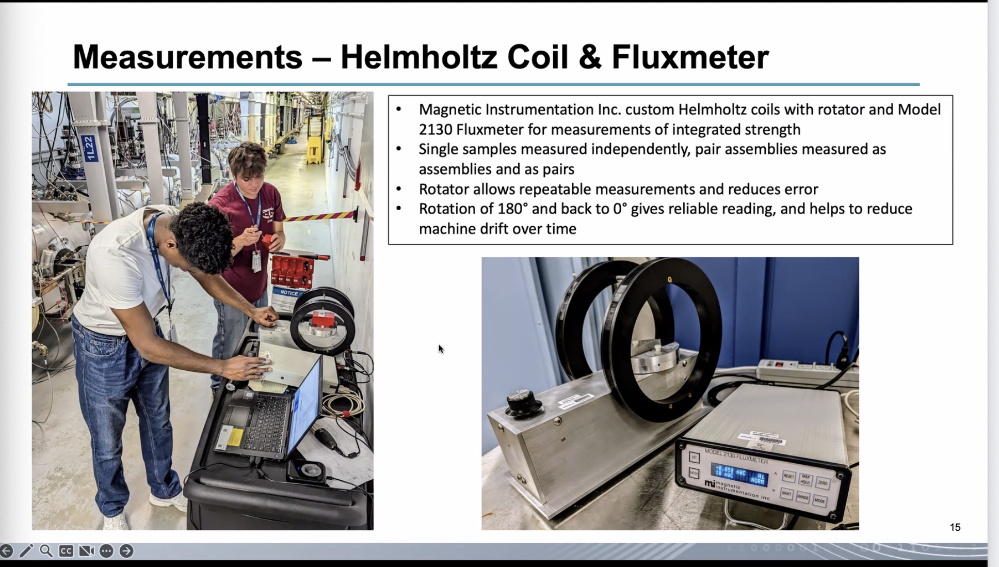 Measurements – Helmholtz Coil & Fluxmeter
• Magnetic Instrumentation Inc. custom Helmholtz coils with rotator and Model
2130 Fluxmeter for measurements of integrated strength
• Single samples measured independently, pair assemblies measured as
assemblies and as pairs
• Rotator allows repeatable measurements and reduces error
• Rotation of 180° and back to 0° gives reliable reading, and helps to reduce
machine drift over time
1L22
NOTICE
MODEL 2130 FLUXMETER
SET
ENTER
-0.050 mWC Hi
10 mWC NORM
RESET
MAX HOLD
ZERO
DRIFT
RANGE
MODE
mi magnetic
instrumentation inc.
15
CC